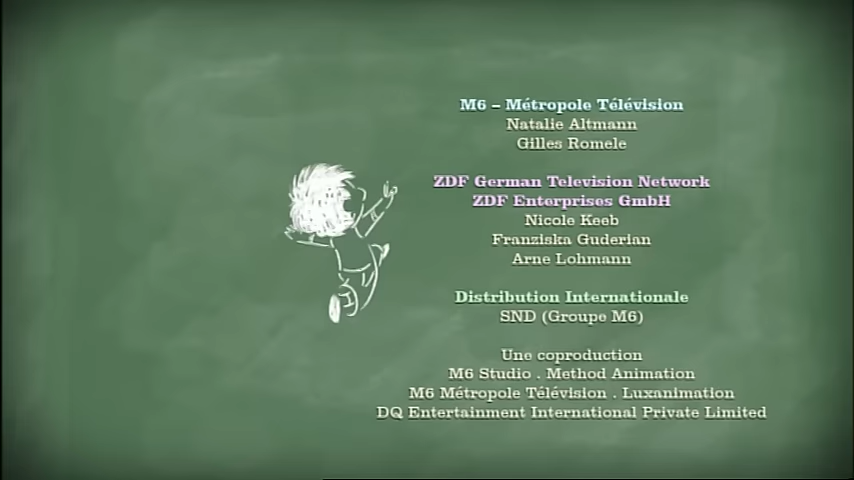 M6 – Métropole Télévision
Natalie Altmann
Gilles Romele
ZDF German Television Network
ZDF Enterprises GmbH
Nicole Keeb
Franziska Guderian
Arne Lohmann
Distribution Internationale
SND (Groupe M6)
Une coproduction
M6 Studio . Method Animation
M6 Métropole Télévision . Luxanimation
DQ Entertainment International Private Limited